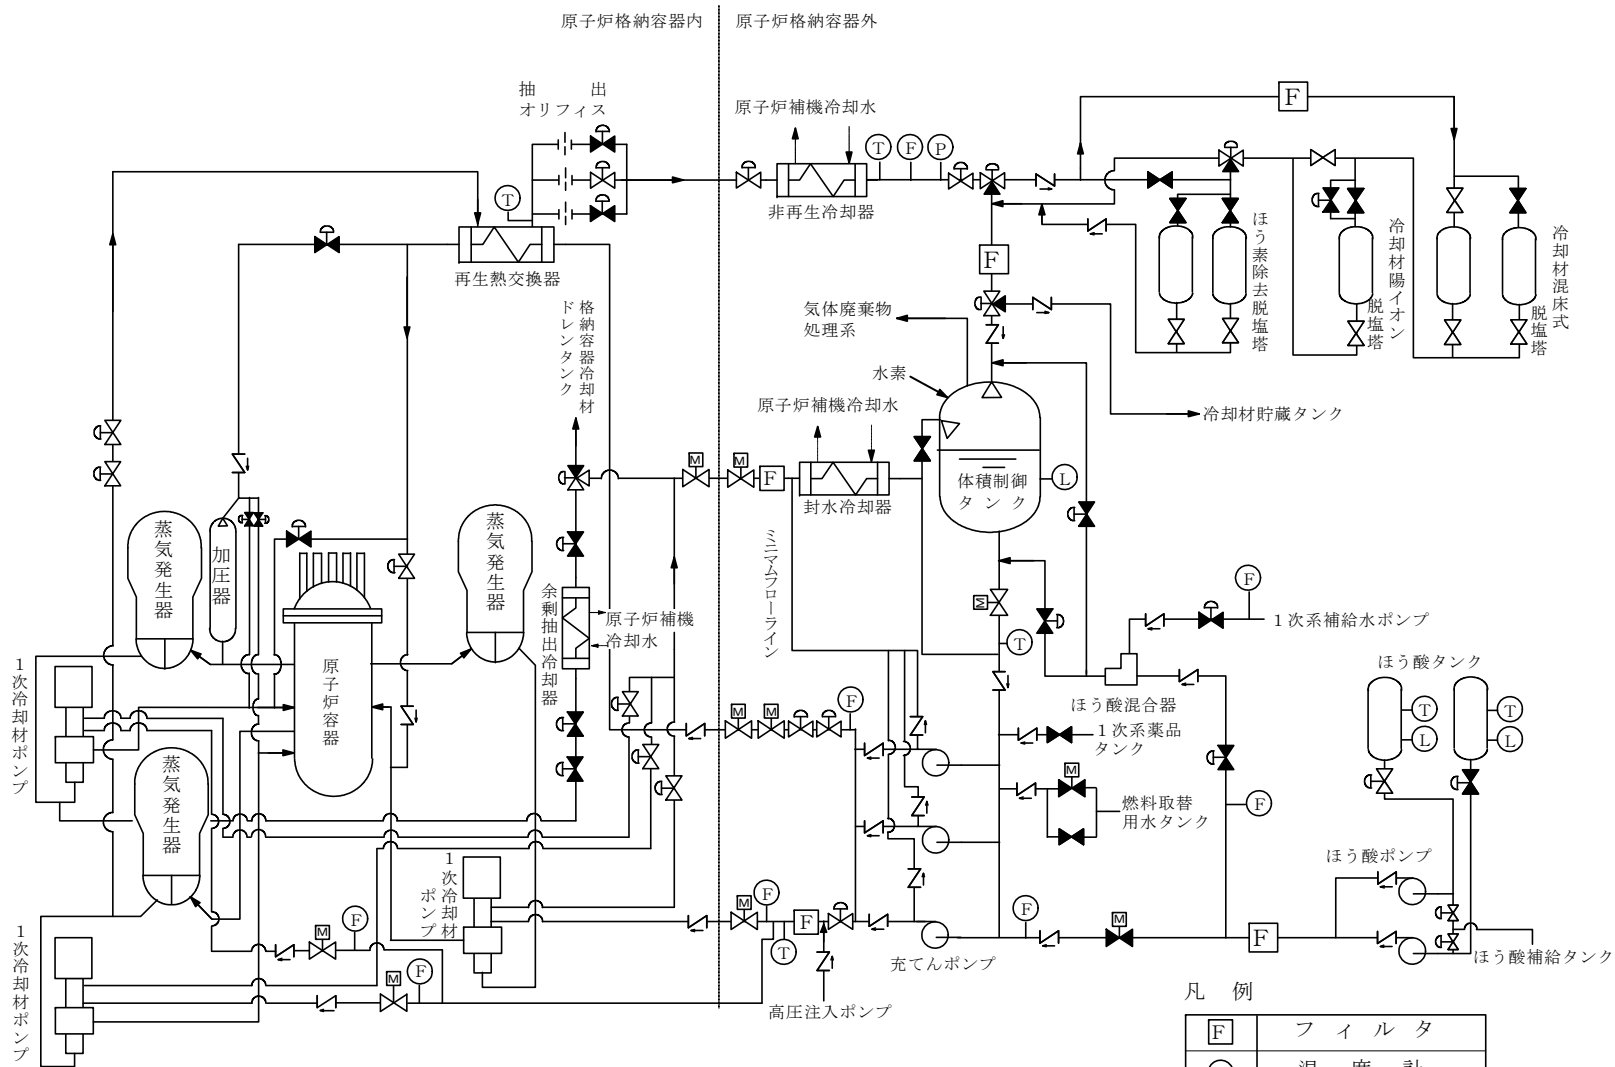 原子炉格納容器内
原子炉格納容器外
抽出
オリフィス
原子炉補機冷却水
F
T
F
P
T
非再生冷却器
再生熱交換器
F
ほう素除去脱塩塔
冷却材陽イオン
脱塩塔
冷却材混床式
脱塩塔
格納容器冷却材
ドレンタンク
気体廃棄物
処理系
水素
原子炉補機冷却水
冷却材貯蔵タンク
M
M
F
封水冷却器
体積制御
タンク
L
ミニマムフローライン
蒸気発生器
加圧器
蒸気発生器
余剰抽出冷却器
原子炉補機
冷却水
M
T
F
1次系補給水ポンプ
ほう酸混合器
ほう酸タンク
T
L
T
L
1次冷却材ポンプ
原子炉容器
M
M
F
1次系薬品
タンク
蒸気発生器
M
燃料取替
用水タンク
F
ほう酸ポンプ
1次冷却材
ポンプ
M
F
F
T
F
M
F
ほう酸補給タンク
充てんポンプ
高圧注入ポンプ
1次冷却材ポンプ
M
F
M
F
凡例
F
フィルタ
温度計